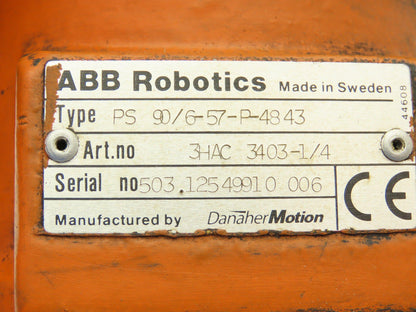 ABB Robotics Made in Sweden
Type PS 90/6-57-P-4843
Art.no 3HAC 3403-1/4
Serial no 503.12549910 006
Manufactured by DanaherMotion
CE
44608